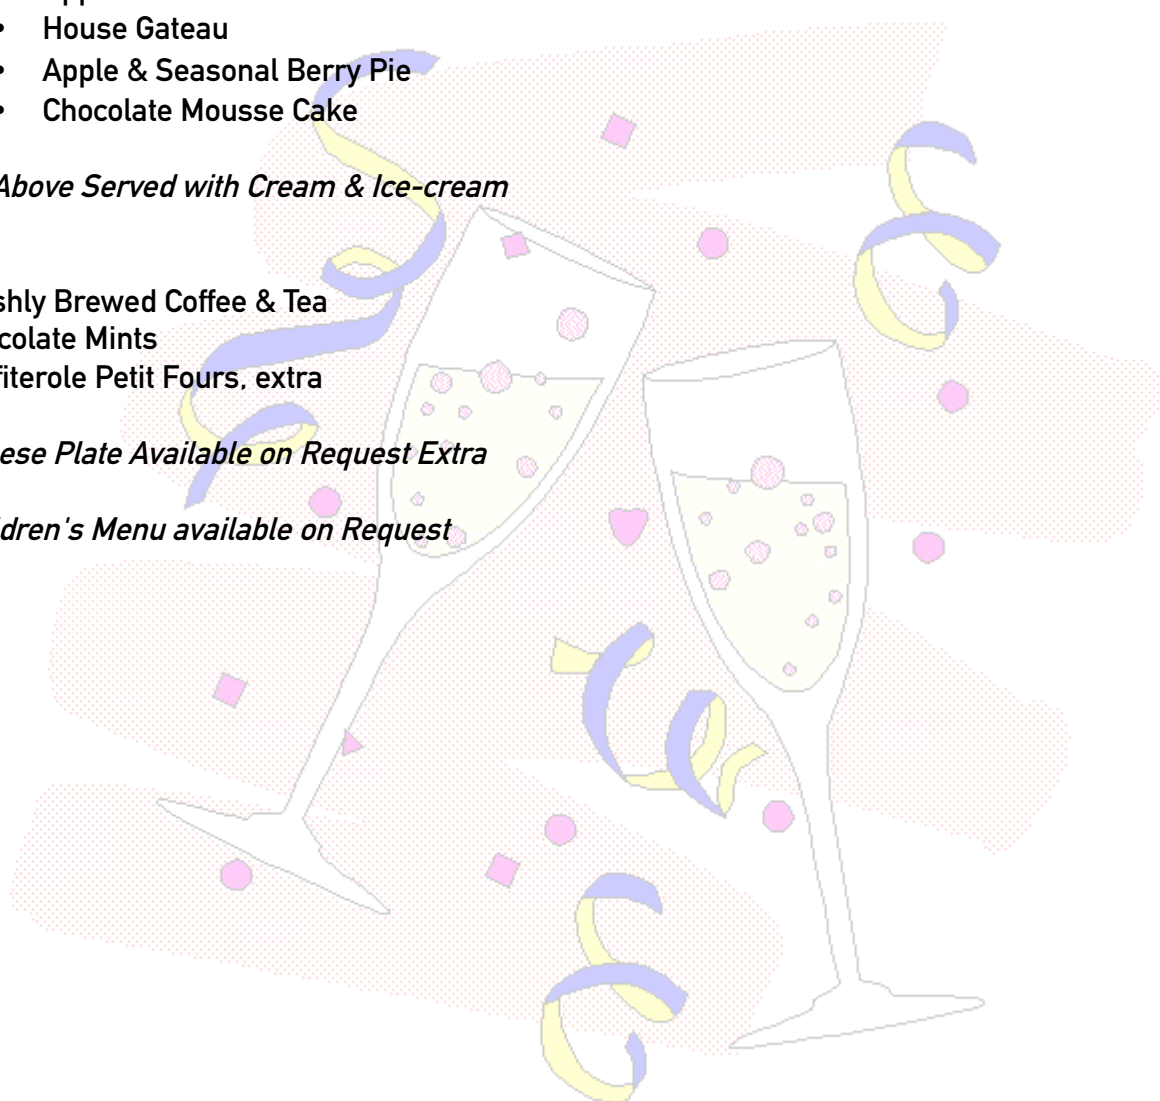 • House Gateau
• Apple & Seasonal Berry Pie
• Chocolate Mousse Cake
Above Served with Cream & Ice-cream
shly Brewed Coffee & Tea
colate Mints
fiterole Petit Fours, extra
ese Plate Available on Request Extra
ldren's Menu available on Request